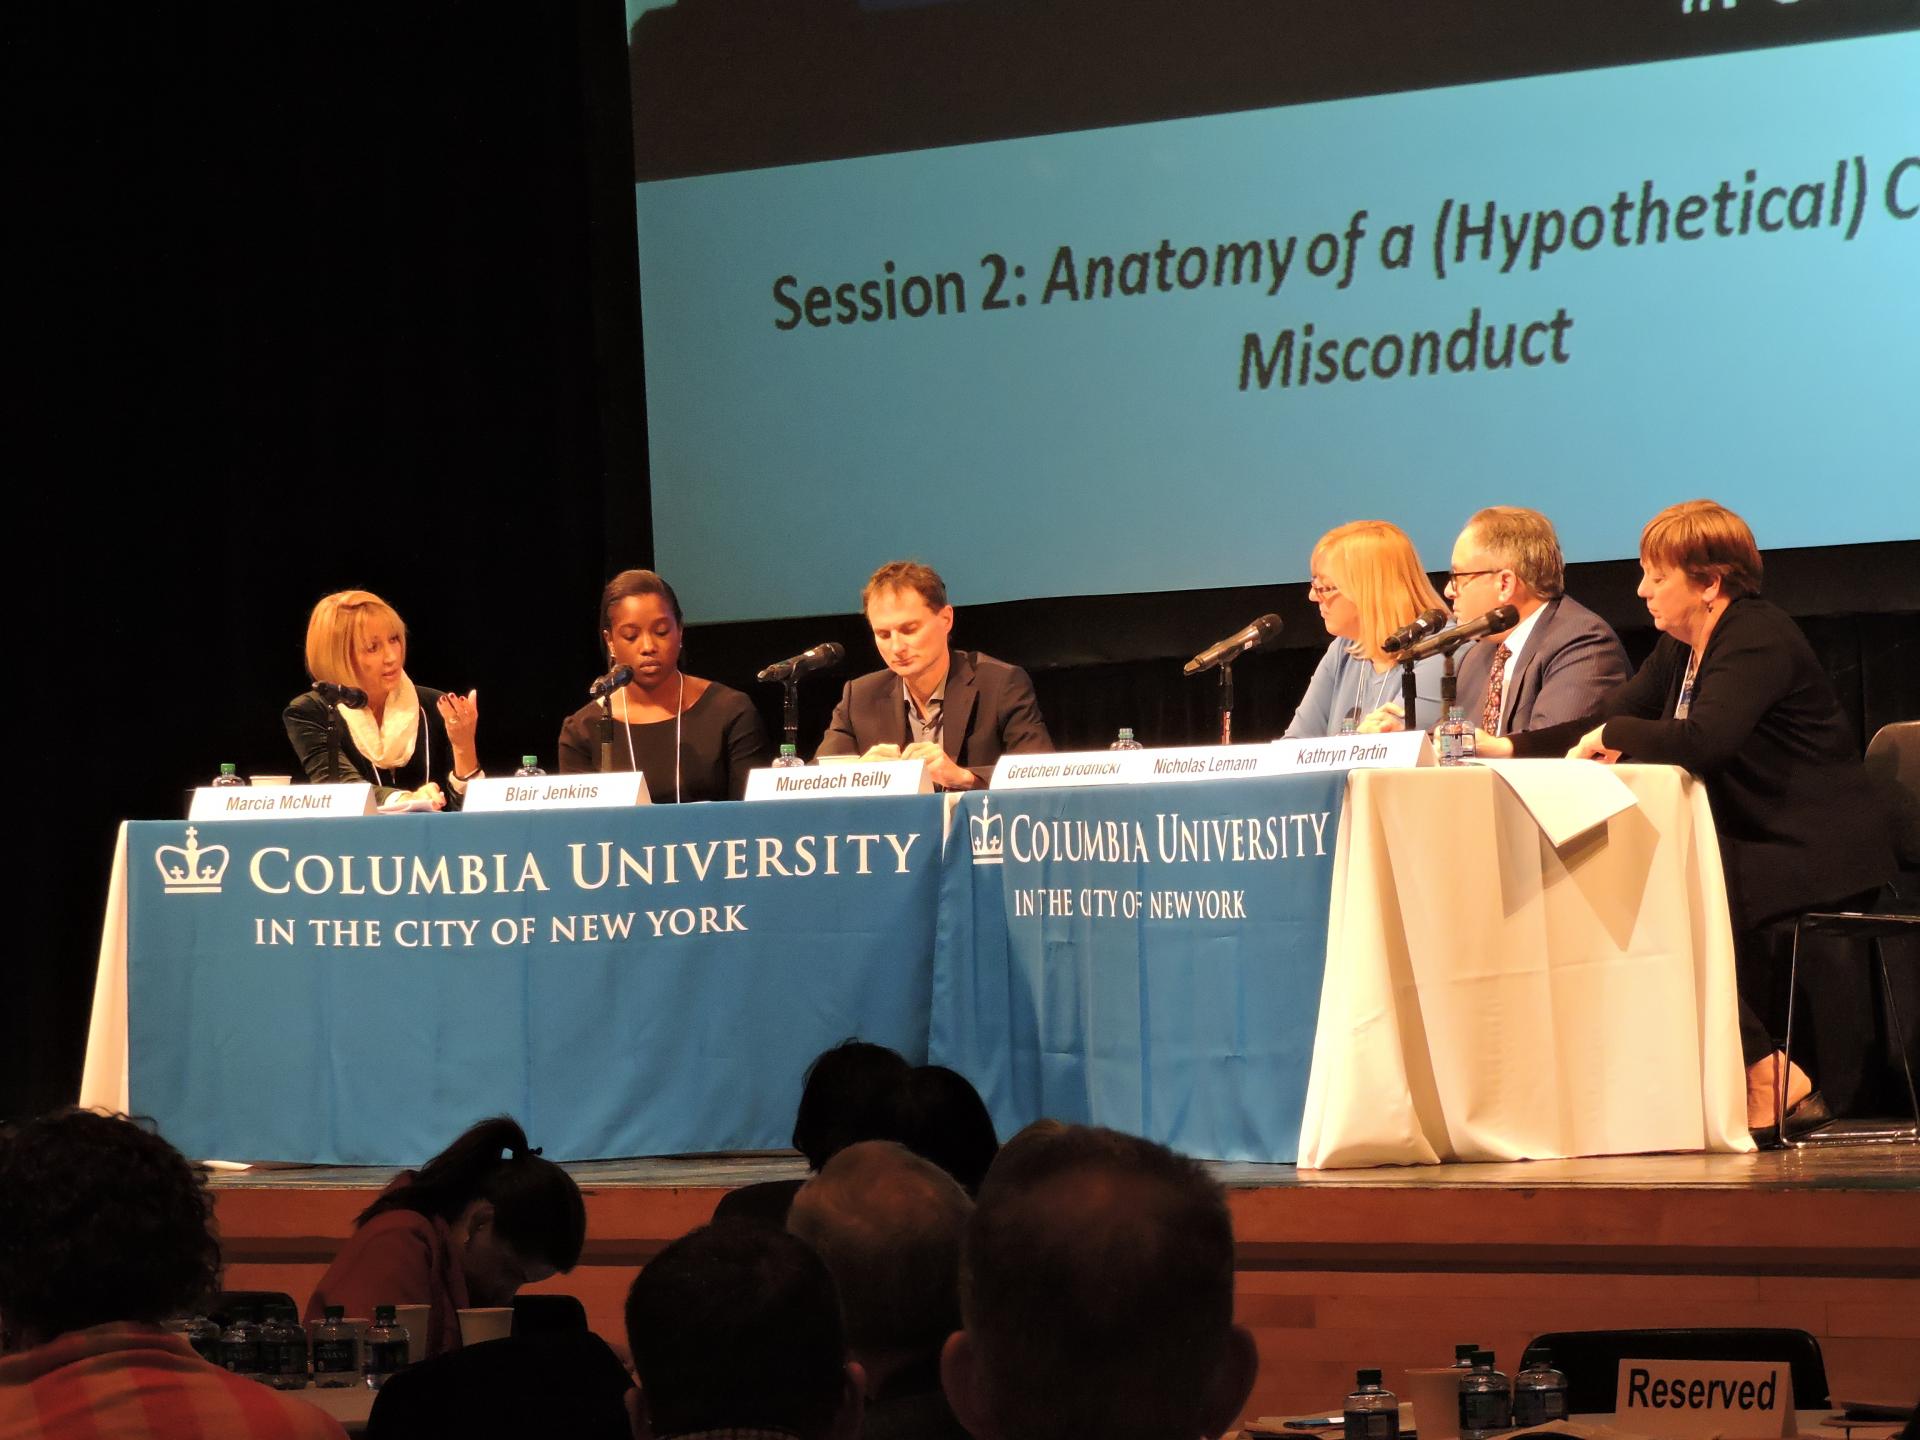 Session 2: Anatomy of a (Hypothetical) C
Misconduct
Marcia McNutt
Blair Jenkins
Muredach Reilly
Gretchen Brodnicki
Nicholas Lemann
Kathryn Partin
COLUMBIA UNIVERSITY
IN THE CITY OF NEW YORK
COLUMBIA UNIVERSITY
IN THE CITY OF NEW YORK
Reserved